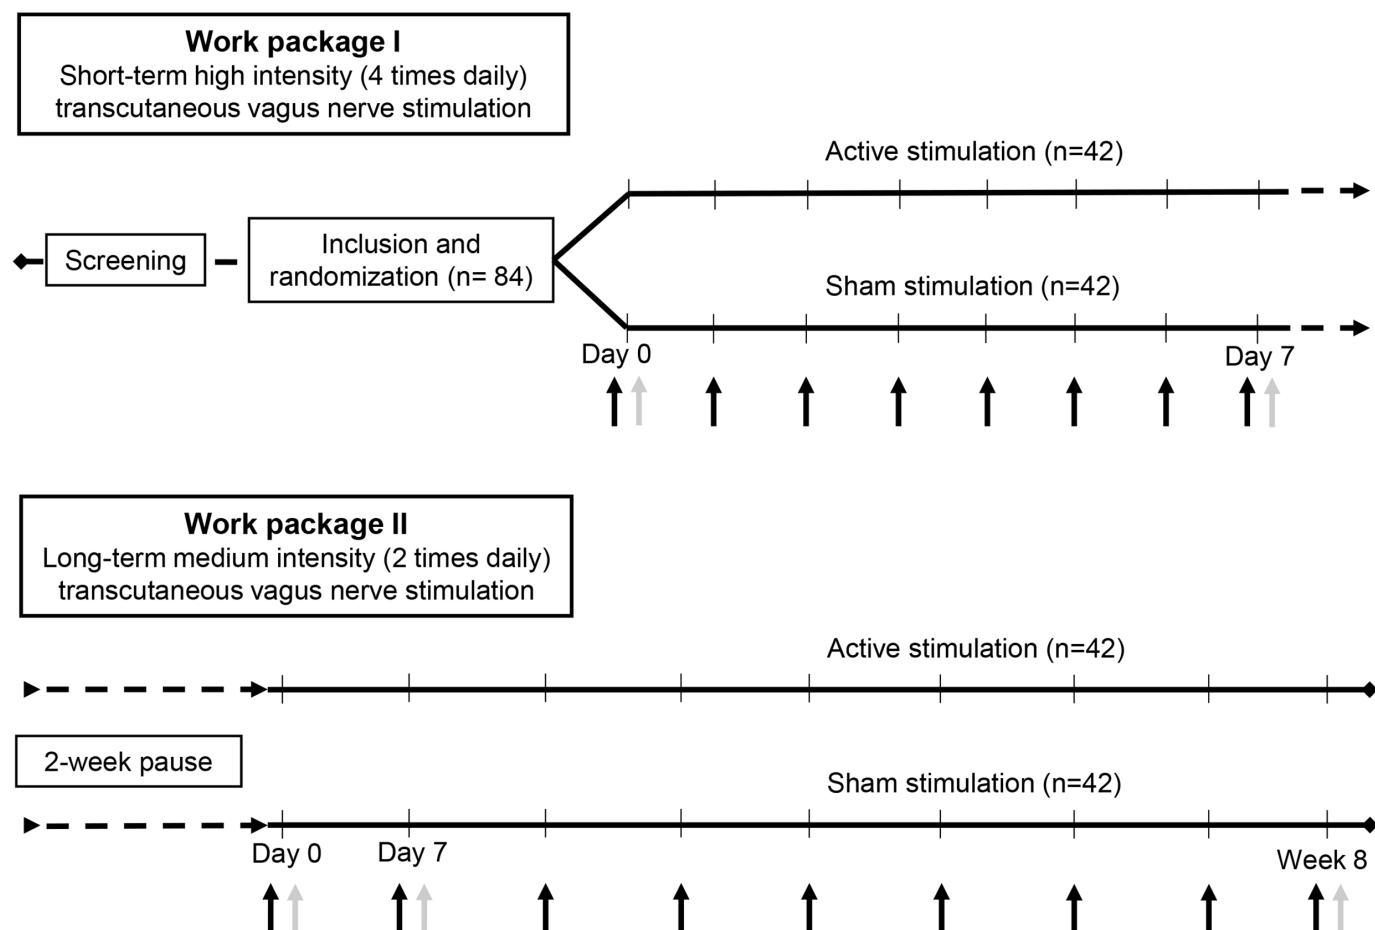 Work package I
Short-term high intensity (4 times daily)
transcutaneous vagus nerve stimulation
Active stimulation (n=42)
Screening
Inclusion and
randomization (n= 84)
Sham stimulation (n=42)
Day 0
Day 7
Work package II
Long-term medium intensity (2 times daily)
transcutaneous vagus nerve stimulation
Active stimulation (n=42)
2-week pause
Sham stimulation (n=42)
Day 0
Day 7
Week 8